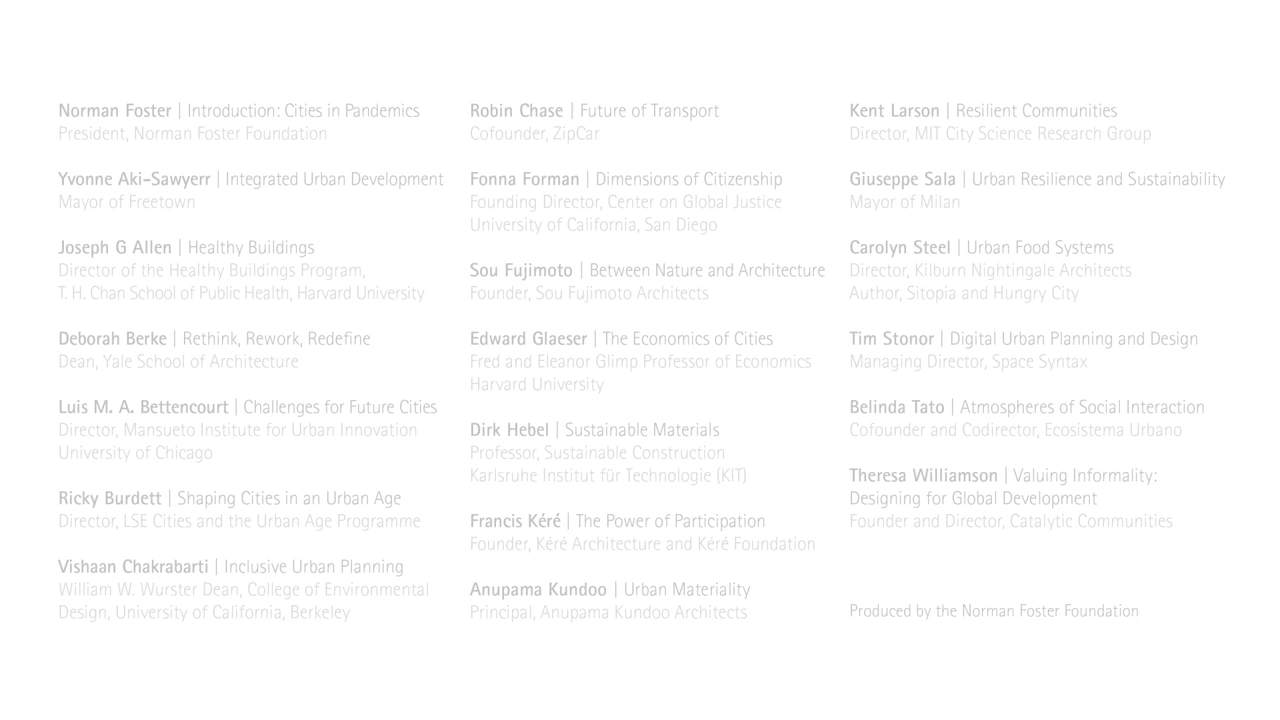 Norman Foster | Introduction: Cities in Pandemics
President, Norman Foster Foundation
Yvonne Aki-Sawyerr | Integrated Urban Development
Mayor of Freetown
Joseph G Allen | Healthy Buildings
Director of the Healthy Buildings Program,
T. H. Chan School of Public Health, Harvard University
Deborah Berke | Rethink, Rework, Redefine
Dean, Yale School of Architecture
Luis M. A. Bettencourt | Challenges for Future Cities
Director, Mansueto Institute for Urban Innovation
University of Chicago
Ricky Burdett | Shaping Cities in an Urban Age
Director, LSE Cities and the Urban Age Programme
Vishaan Chakrabarti | Inclusive Urban Planning
William W. Wurster Dean, College of Environmental
Design, University of California, Berkeley
Robin Chase | Future of Transport
Cofounder, ZipCar
Fonna Forman | Dimensions of Citizenship
Founding Director, Center on Global Justice
University of California, San Diego
Sou Fujimoto | Between Nature and Architecture
Founder, Sou Fujimoto Architects
Edward Glaeser | The Economics of Cities
Fred and Eleanor Glimp Professor of Economics
Harvard University
Dirk Hebel | Sustainable Materials
Professor, Sustainable Construction
Karlsruhe Institut für Technologie (KIT)
Francis Kéré | The Power of Participation
Founder, Kéré Architecture and Kéré Foundation
Anupama Kundoo | Urban Materiality
Principal, Anupama Kundoo Architects
Kent Larson | Resilient Communities
Director, MIT City Science Research Group
Giuseppe Sala | Urban Resilience and Sustainability
Mayor of Milan
Carolyn Steel | Urban Food Systems
Director, Kilburn Nightingale Architects
Author, Sitopia and Hungry City
Tim Stonor | Digital Urban Planning and Design
Managing Director, Space Syntax
Belinda Tato | Atmospheres of Social Interaction
Cofounder and Codirector, Ecosistema Urbano
Theresa Williamson | Valuing Informality:
Designing for Global Development
Founder and Director, Catalytic Communities
Produced by the Norman Foster Foundation